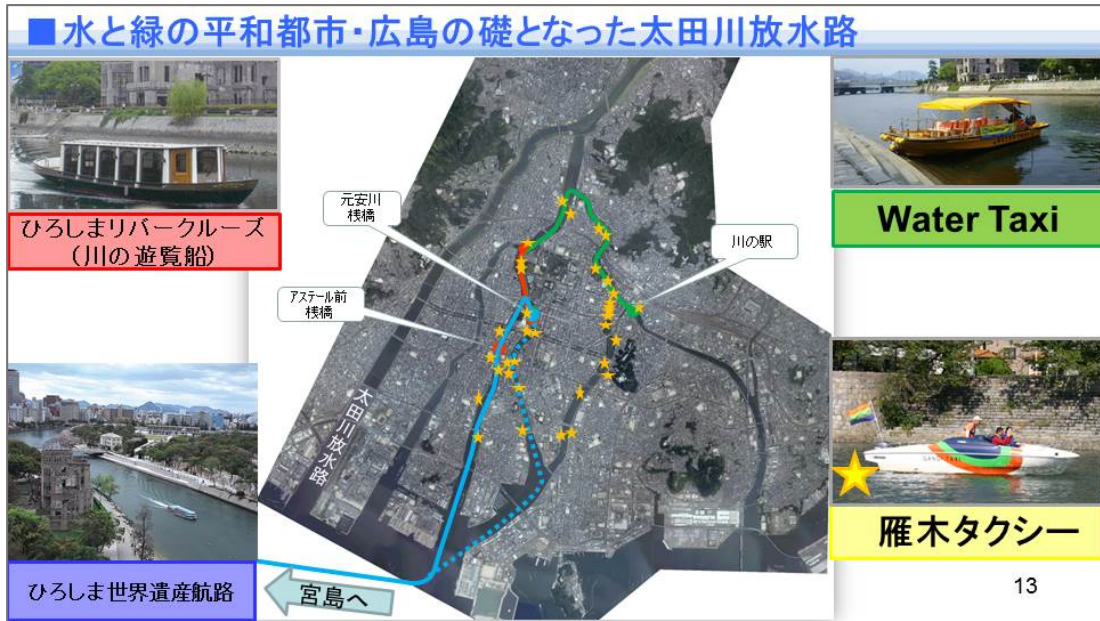 ■水と緑の平和都市・広島の礎となった太田川放水路
ひろしまリバークルーズ
(川の遊覧船)
元安川
桟橋
川の駅
アステール前
桟橋
太田川放水路
Water Taxi
雁木タクシー
ひろしま世界遺産航路
宮島へ
13